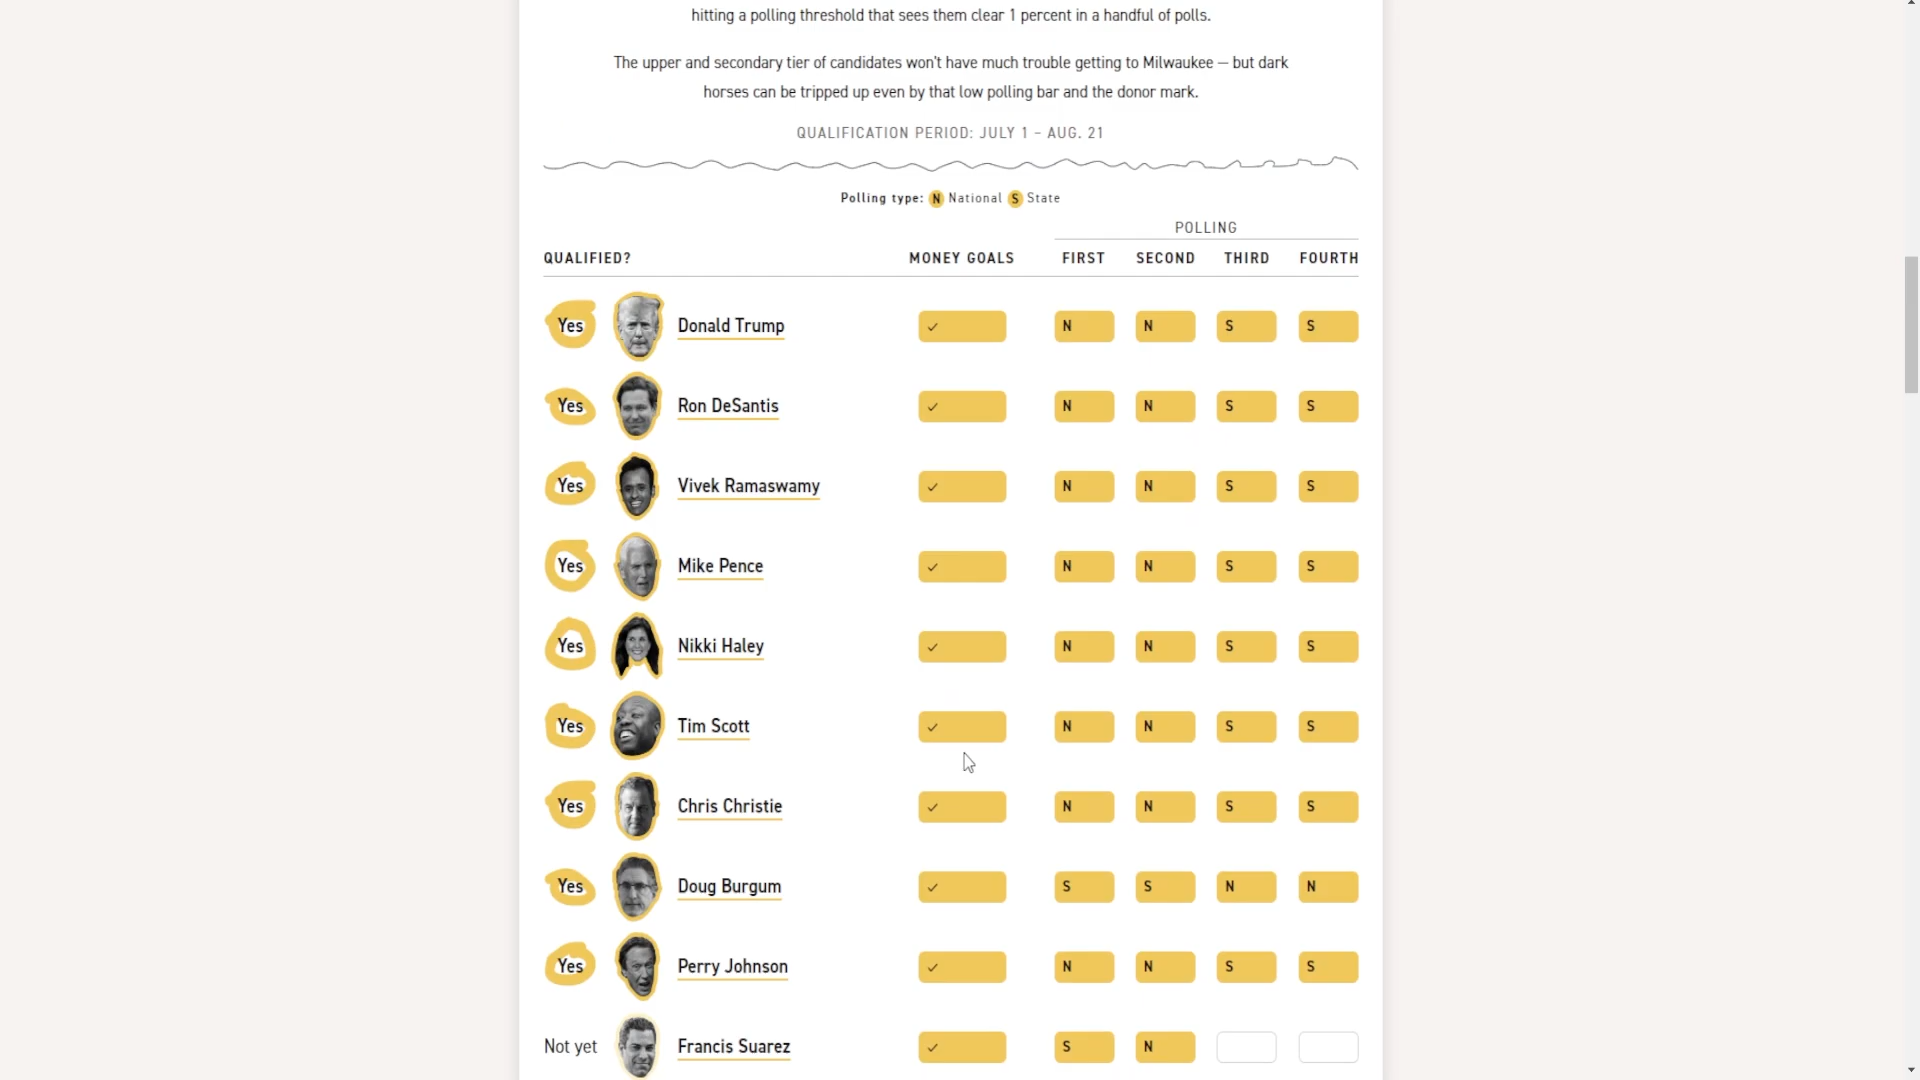 hitting a polling threshold that sees them clear 1 percent in a handful of polls.
The upper and secondary tier of candidates won't have much trouble getting to Milwaukee — but dark
horses can be tripped up even by that low polling bar and the donor mark.
QUALIFICATION PERIOD: JULY 1 – AUG. 21
Polling type: N National S State
POLLING
QUALIFIED? MONEY GOALS FIRST SECOND THIRD FOURTH
Yes Donald Trump ✓ N N S S
Yes Ron DeSantis ✓ N N S S
Yes Vivek Ramaswamy ✓ N N S S
Yes Mike Pence ✓ N N S S
Yes Nikki Haley ✓ N N S S
Yes Tim Scott ✓ N N S S
Yes Chris Christie ✓ N N S S
Yes Doug Burgum ✓ S S N N
Yes Perry Johnson ✓ N N S S
Not yet Francis Suarez ✓ S N